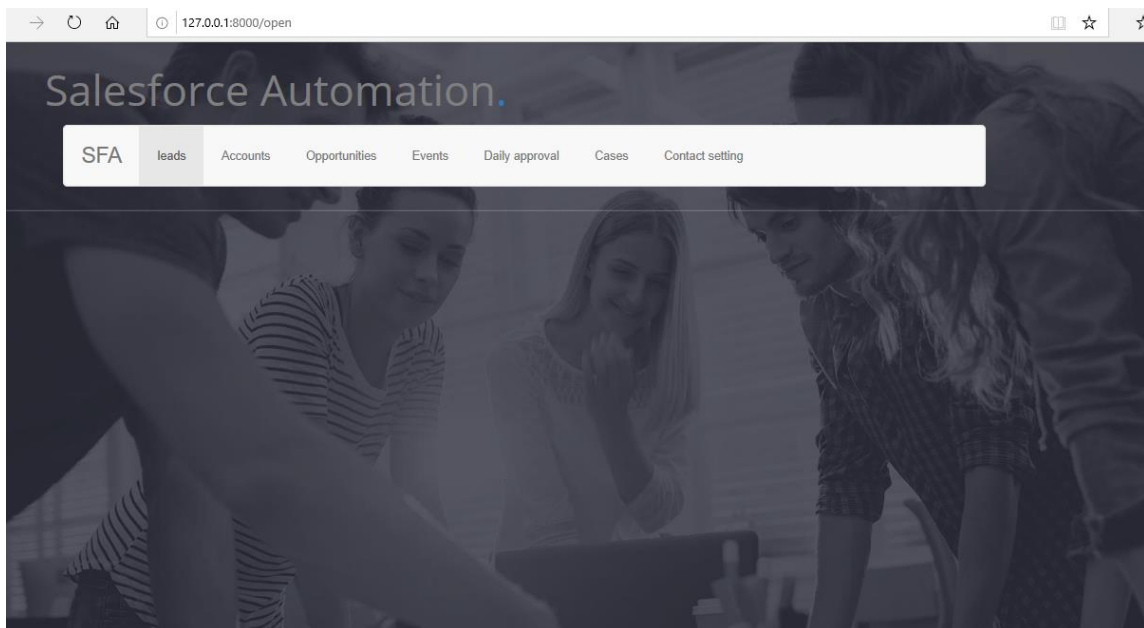 127.0.0.1:8000/open
Salesforce Automation.
SFA leads Accounts Opportunities Events Daily approval Cases Contact setting